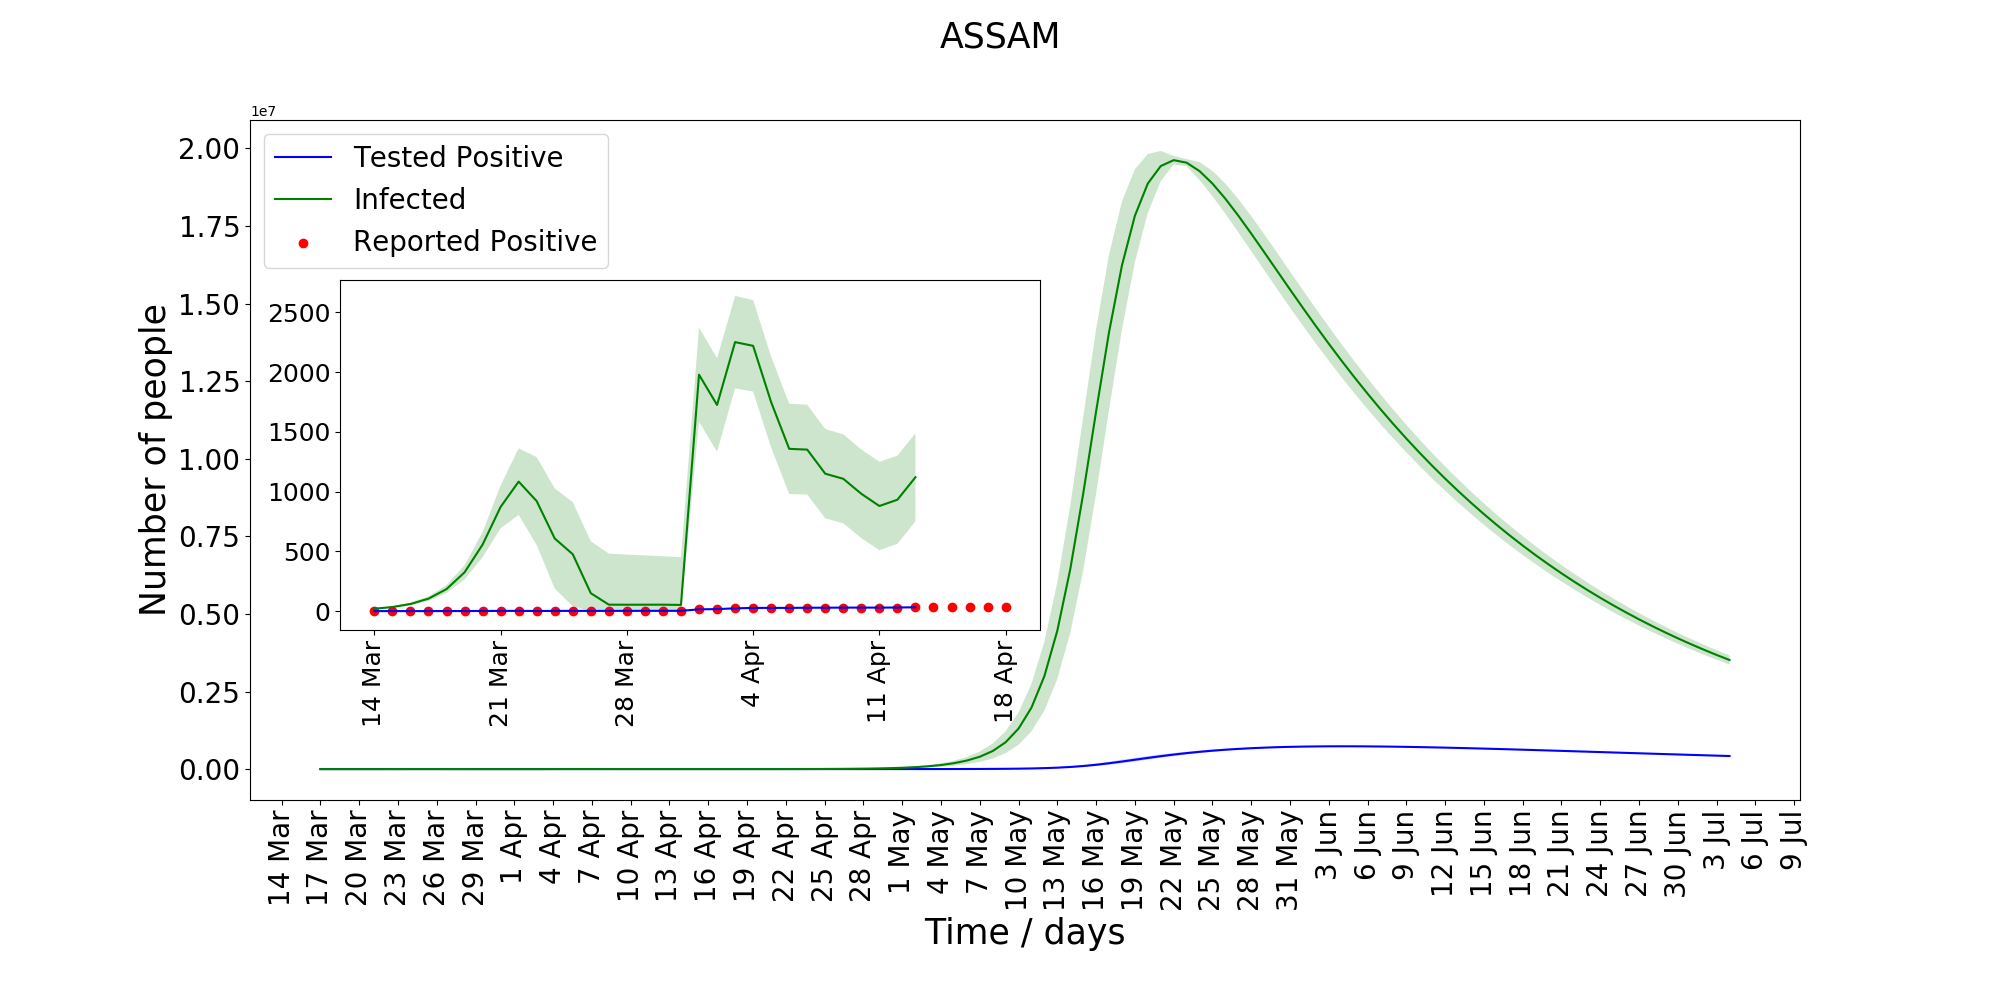 ASSAM
1e7
2.00
1.75
1.50
1.25
1.00
0.75
0.50
0.25
0.00
Number of people
Tested Positive
Infected
Reported Positive
2500
2000
1500
1000
500
0
14 Mar
21 Mar
28 Mar
4 Apr
11 Apr
18 Apr
14 Mar
17 Mar
20 Mar
23 Mar
26 Mar
29 Mar
1 Apr
4 Apr
7 Apr
10 Apr
13 Apr
16 Apr
19 Apr
22 Apr
25 Apr
28 Apr
1 May
4 May
7 May
10 May
13 May
16 May
19 May
22 May
25 May
28 May
31 May
3 Jun
6 Jun
9 Jun
12 Jun
15 Jun
18 Jun
21 Jun
24 Jun
27 Jun
30 Jun
3 Jul
6 Jul
9 Jul
Time / days